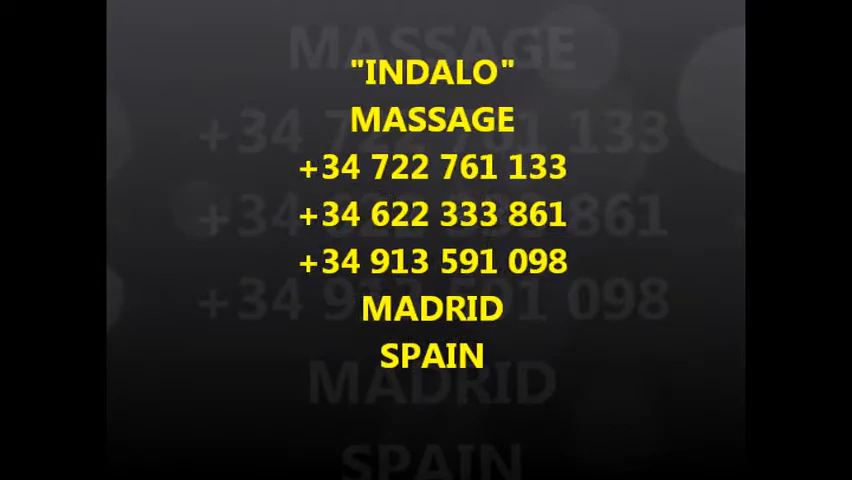 "INDALO"
MASSAGE
+34 722 761 133
+34 622 333 861
+34 913 591 098
MADRID
SPAIN